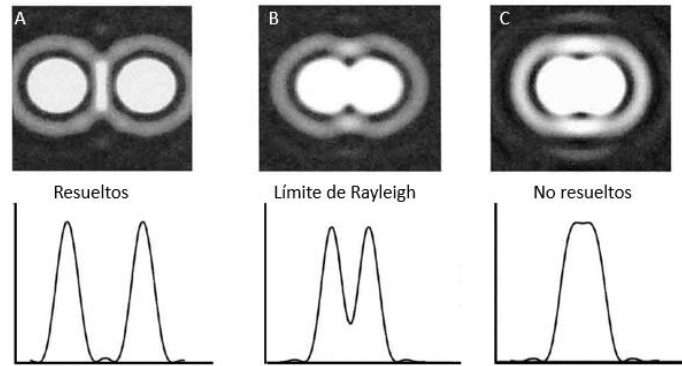 A
B
C
Resueltos
Límite de Rayleigh
No resueltos